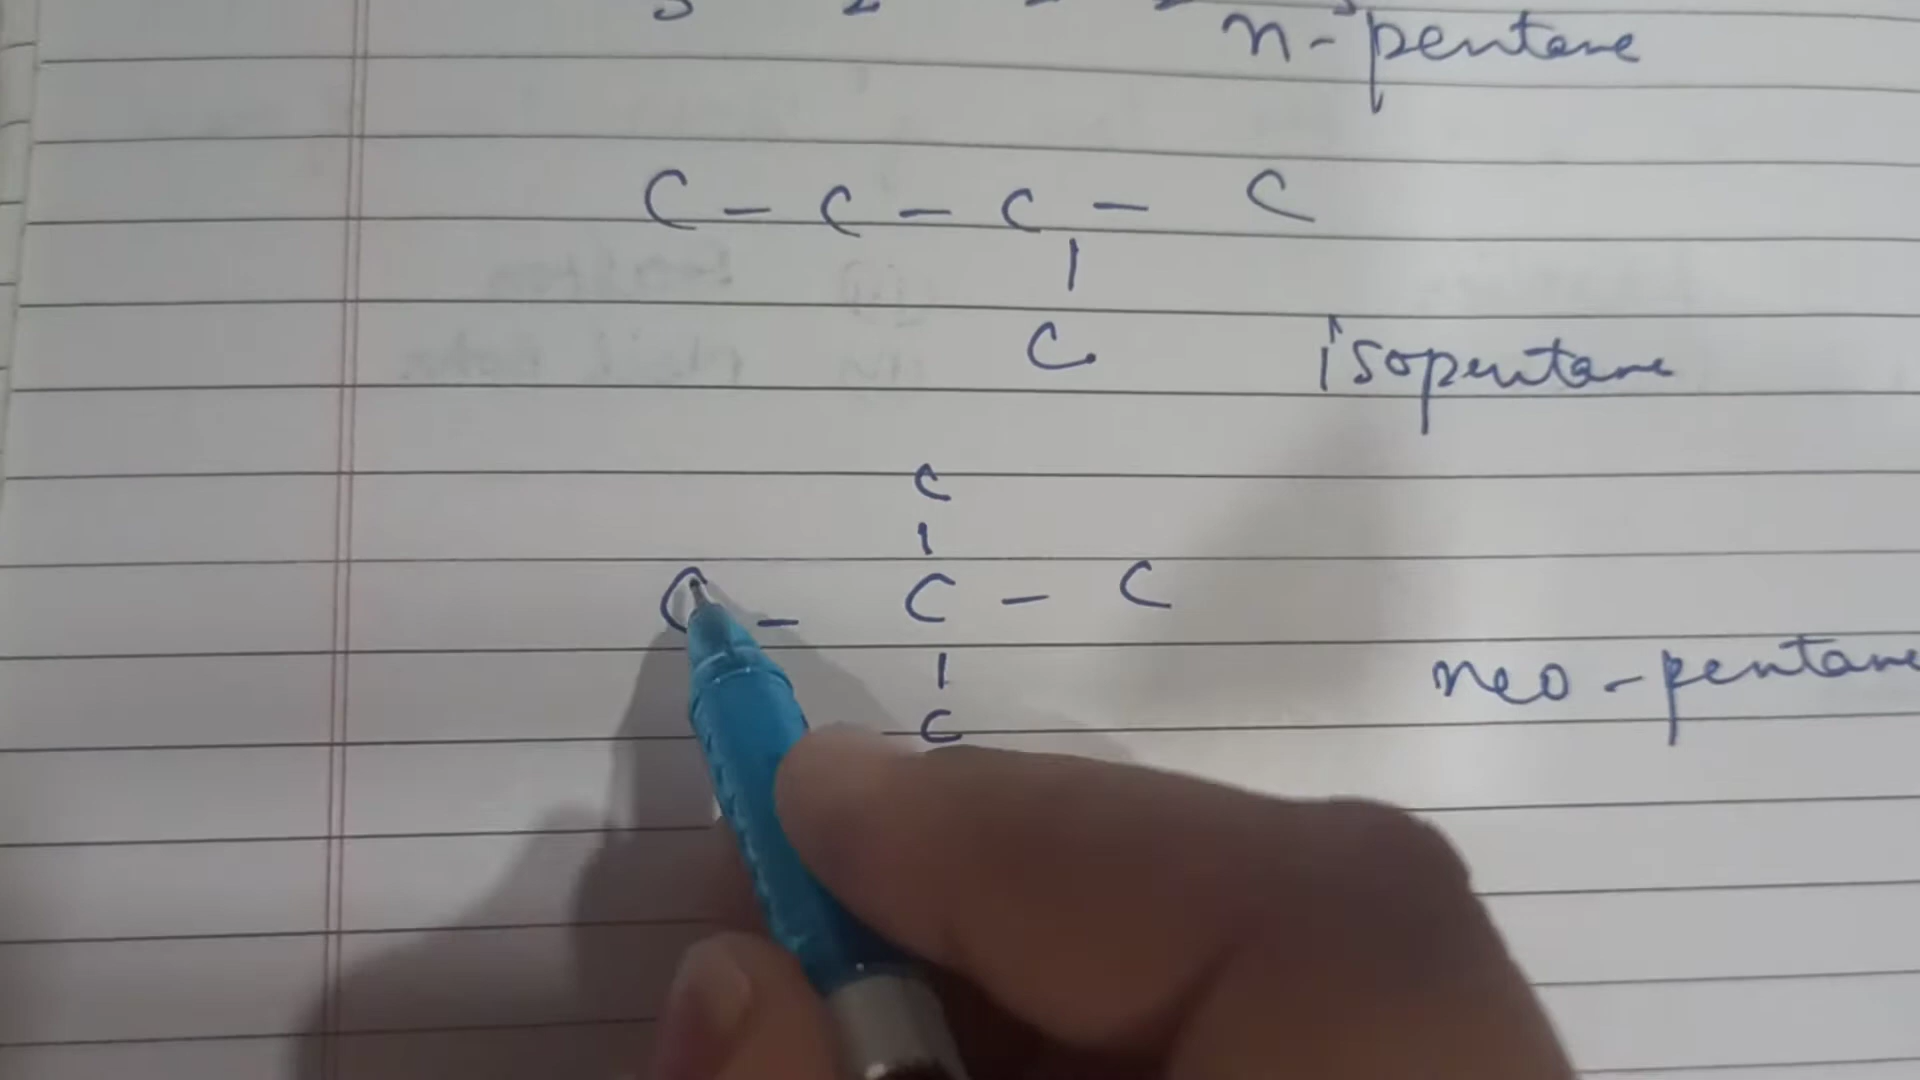 n-pentane
C - C - C - C
|
C
isopentane
C
|
C - C - C
|
C
neo-pentane